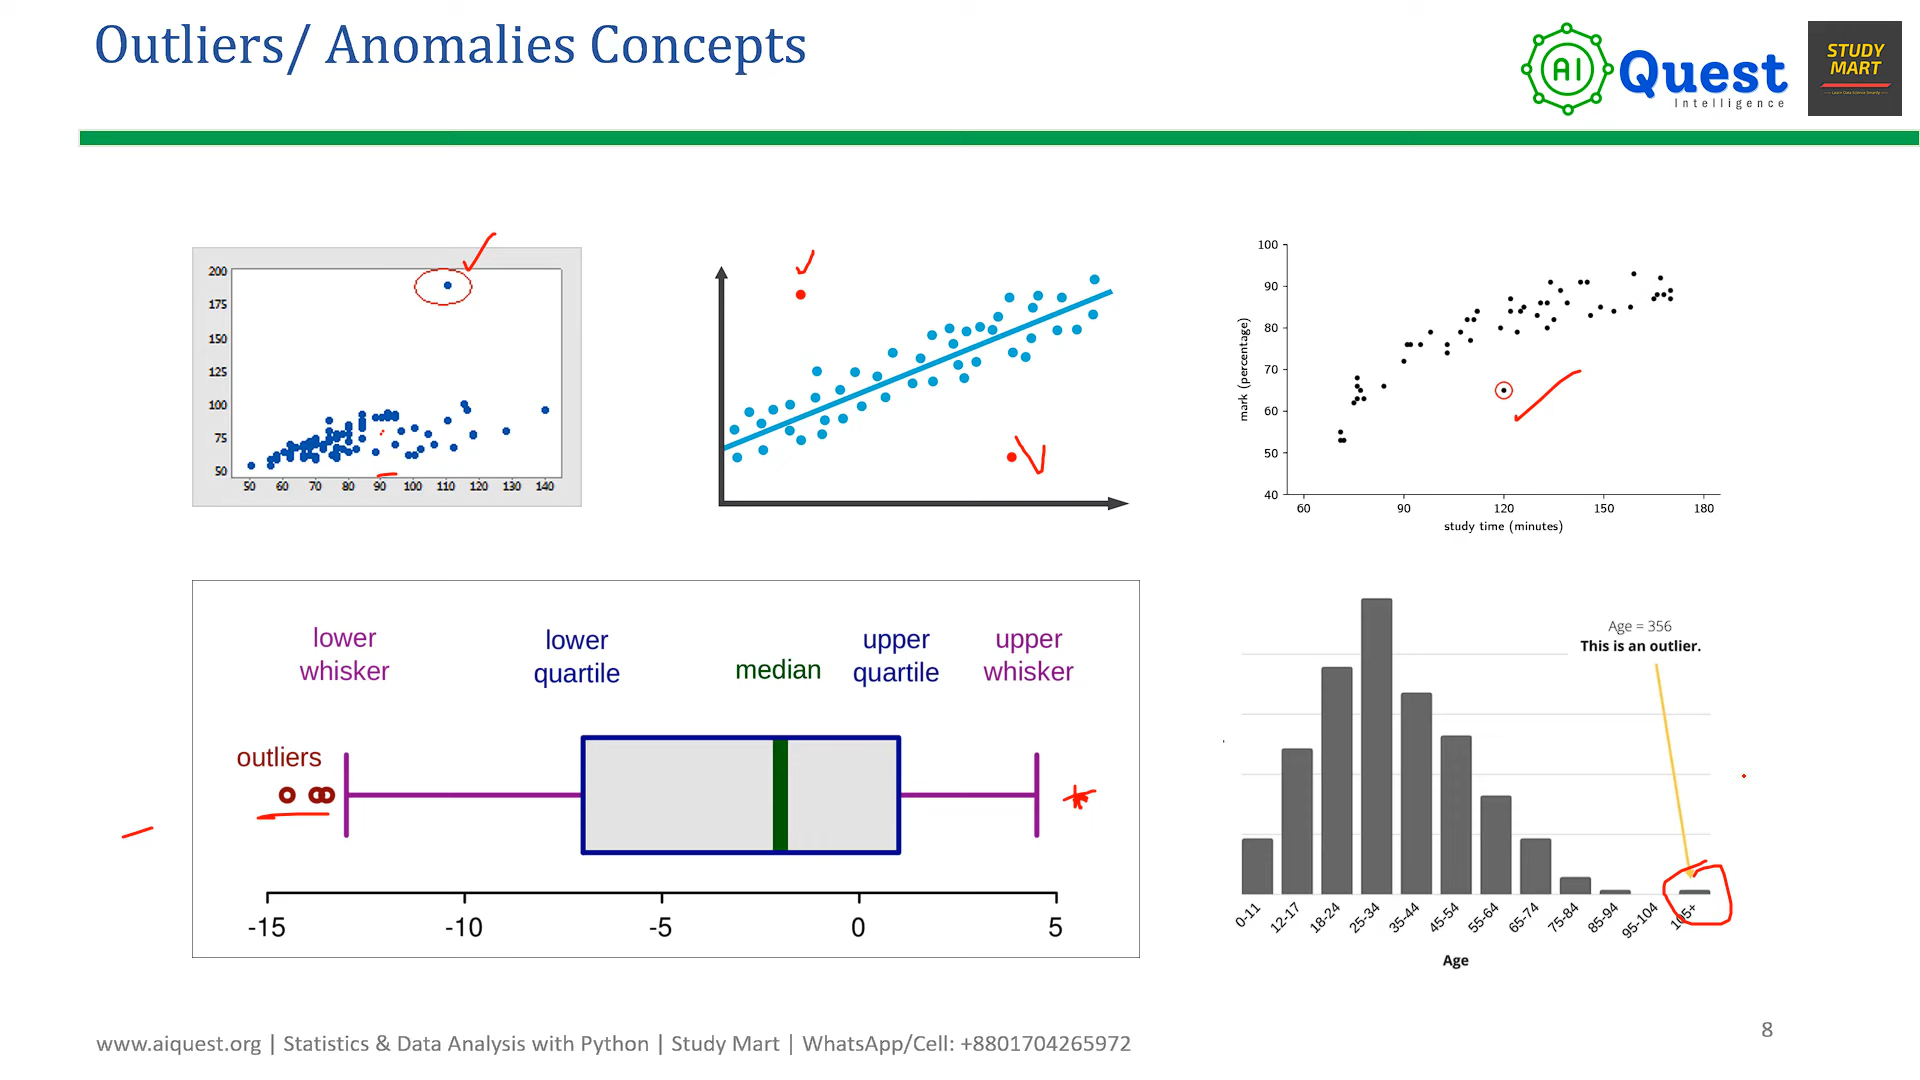 Outliers/ Anomalies Concepts
AI Quest
Intelligence
STUDY
MART
200
175
150
125
100
75
50
50 60 70 80 90 100 110 120 130 140
100
90
80
70
60
50
40
mark (percentage)
60 90 120 150 180
study time (minutes)
lower
whisker
lower
quartile
median
upper
quartile
upper
whisker
outliers
-15 -10 -5 0 5
Age = 356
This is an outlier.
0-11 12-17 18-24 25-34 35-44 45-54 55-64 65-74 75-84 85-94 95-104 105+
Age
www.aiquest.org | Statistics & Data Analysis with Python | Study Mart | WhatsApp/Cell: +8801704265972
8